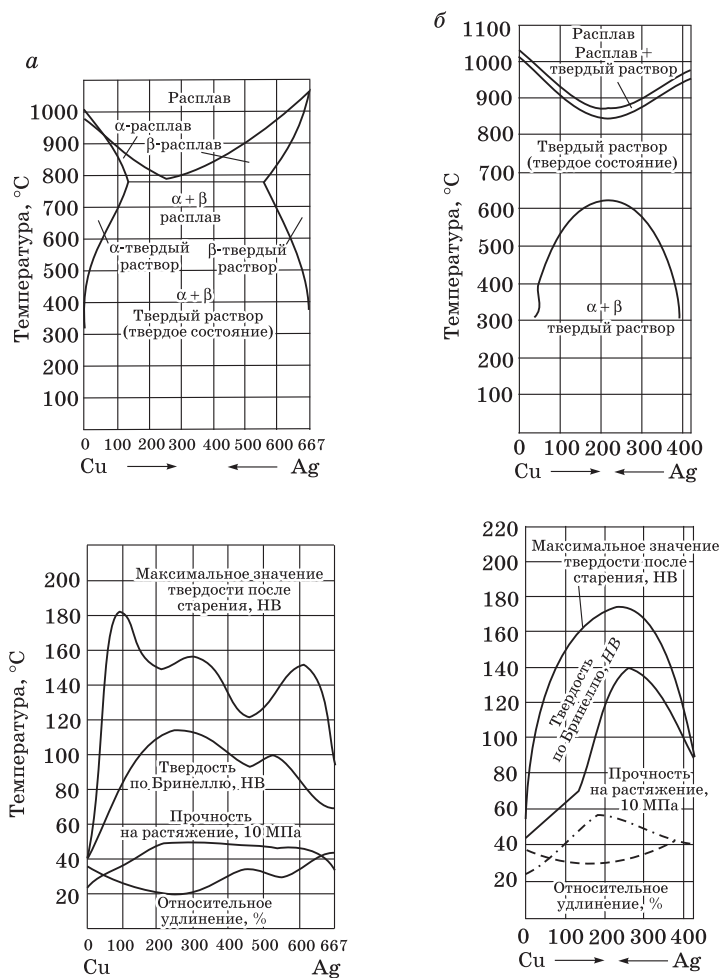 а
1000
900
800
700
600
500
400
300
200
100
Температура, °С
Расплав
α-расплав
β-расплав
α + β
расплав
α-твердый
раствор
β-твердый
раствор
α + β
Твердый раствор
(твердое состояние)
0 100 200 300 400 500 600 667
Cu Ag
б
1100
1000
900
800
700
600
500
400
300
200
100
Температура, °С
Расплав
Расплав +
твердый раствор
Твердый раствор
(твердое состояние)
α + β
твердый раствор
0 100 200 300 400
Cu Ag
200
180
160
140
120
100
80
60
40
20
Температура, °С
Максимальное значение
твердости после
старения, НВ
Твердость
по Бринеллю, НВ
Прочность
на растяжение, 10 МПа
Относительное
удлинение, %
0 100 200 300 400 500 600 667
Cu Ag
220
200
180
160
140
120
100
80
60
40
20
0
Максимальное значение
твердости после
старения, НВ
Твердость
по Бринеллю, НВ
Прочность
на растяжение,
10 МПа
Относительное
удлинение, %
0 100 200 300 400
Cu Ag